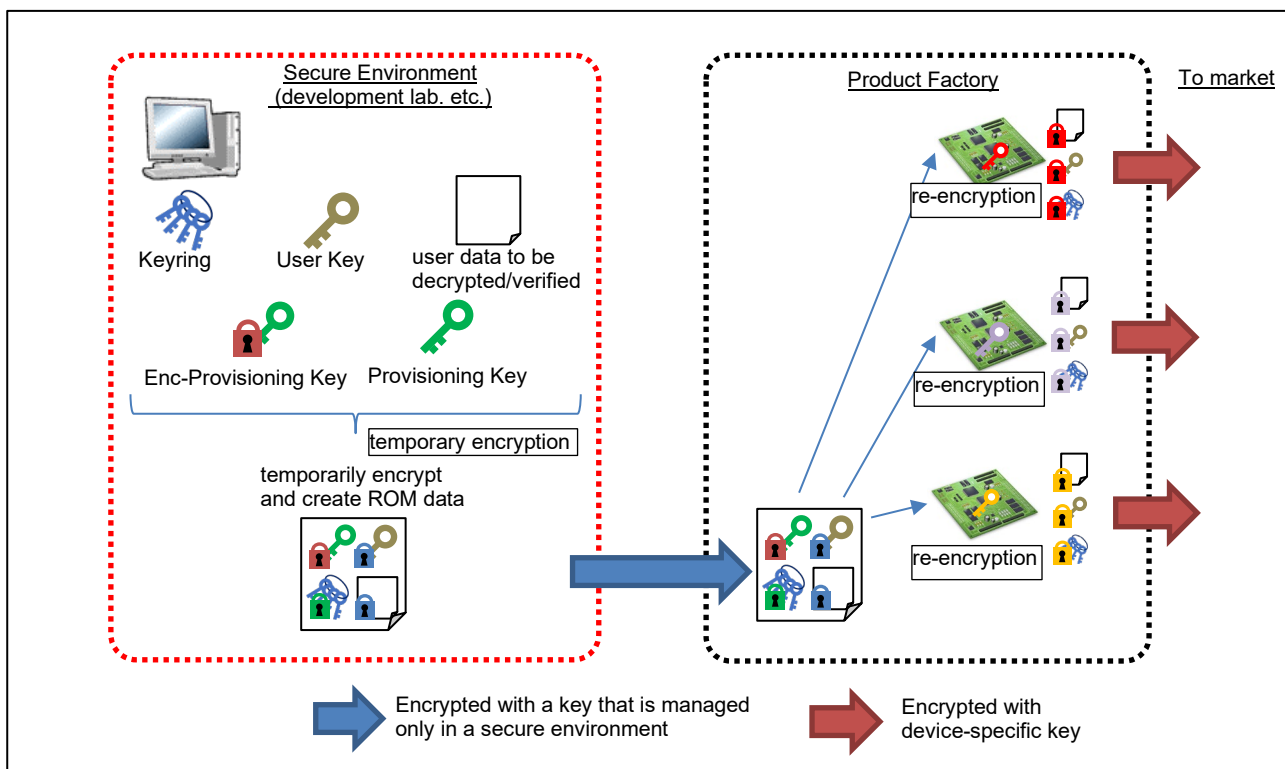 Secure Environment
(development lab. etc.)
Keyring
User Key
user data to be
decrypted/verified
Enc-Provisioning Key
Provisioning Key
temporary encryption
temporarily encrypt
and create ROM data
Product Factory
re-encryption
re-encryption
re-encryption
To market
Encrypted with a key that is managed
only in a secure environment
Encrypted with
device-specific key